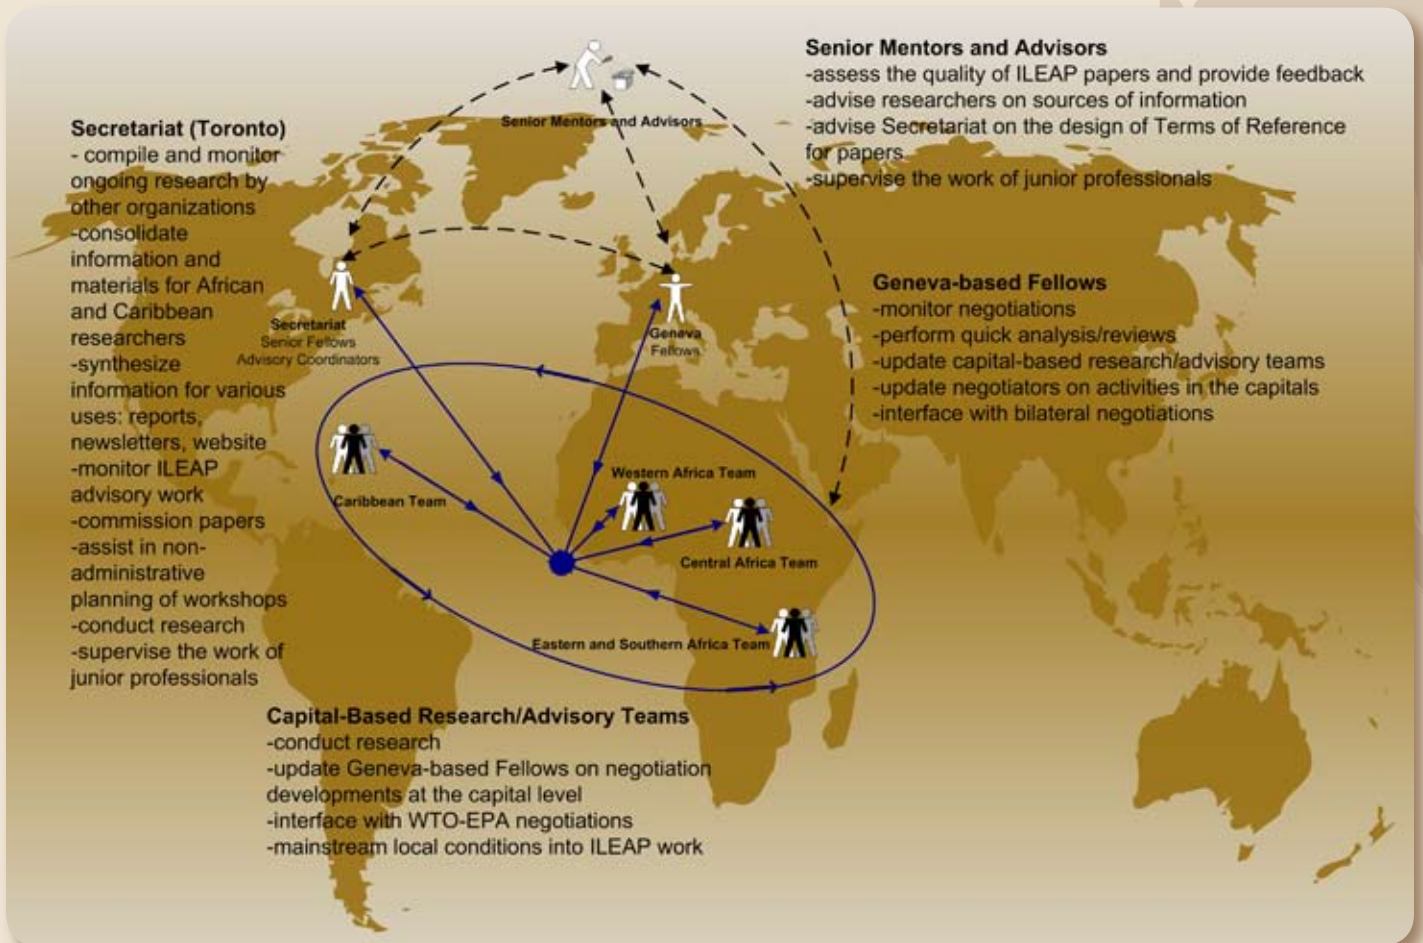 Senior Mentors and Advisors
-assess the quality of ILEAP papers and provide feedback
-advise researchers on sources of information
-advise Secretariat on the design of Terms of Reference
for papers
-supervise the work of junior professionals
Senior Mentors and Advisors
Secretariat (Toronto)
- compile and monitor
ongoing research by
other organizations
-consolidate
information and
materials for African
and Caribbean
researchers
-synthesize
information for various
uses: reports,
newsletters, website
-monitor ILEAP
advisory work
-commission papers
-assist in non-
administrative
planning of workshops
-conduct research
-supervise the work of
junior professionals
Secretariat
Senior Fellows
Advisory Coordinators
Geneva
Fellows
Geneva-based Fellows
-monitor negotiations
-perform quick analysis/reviews
-update capital-based research/advisory teams
-update negotiators on activities in the capitals
-interface with bilateral negotiations
Caribbean Team
Western Africa Team
Central Africa Team
Eastern and Southern Africa Team
Capital-Based Research/Advisory Teams
-conduct research
-update Geneva-based Fellows on negotiation
developments at the capital level
-interface with WTO-EPA negotiations
-mainstream local conditions into ILEAP work